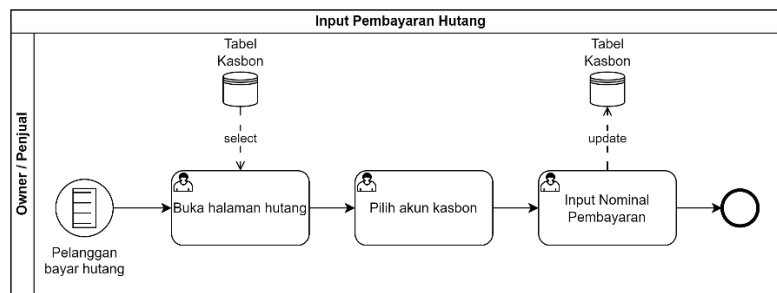 Input Pembayaran Hutang
Owner / Penjual
Tabel
Kasbon
Tabel
Kasbon
select
update
Buka halaman hutang
Pilih akun kasbon
Input Nominal
Pembayaran
Pelanggan
bayar hutang